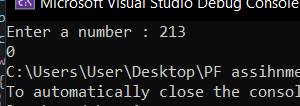 Microsoft Visual Studio Debug Console
Enter a number : 213
0
C:\Users\User\Desktop\PF assihnme
To automatically close the consol